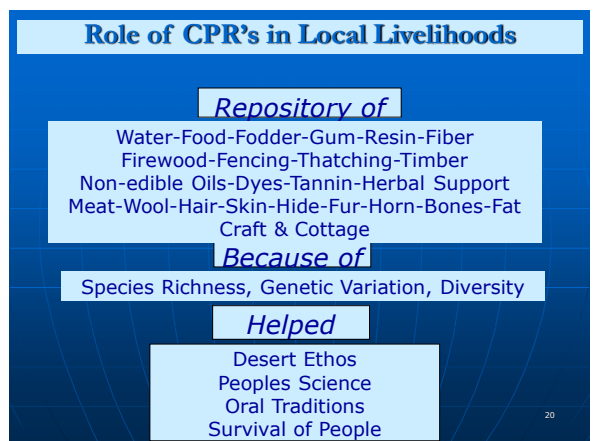 Role of CPR's in Local Livelihoods
Repository of
Water-Food-Fodder-Gum-Resin-Fiber
Firewood-Fencing-Thatching-Timber
Non-edible Oils-Dyes-Tannin-Herbal Support
Meat-Wool-Hair-Skin-Hide-Fur-Horn-Bones-Fat
Craft & Cottage
Because of
Species Richness, Genetic Variation, Diversity
Helped
Desert Ethos
Peoples Science
Oral Traditions
Survival of People
20